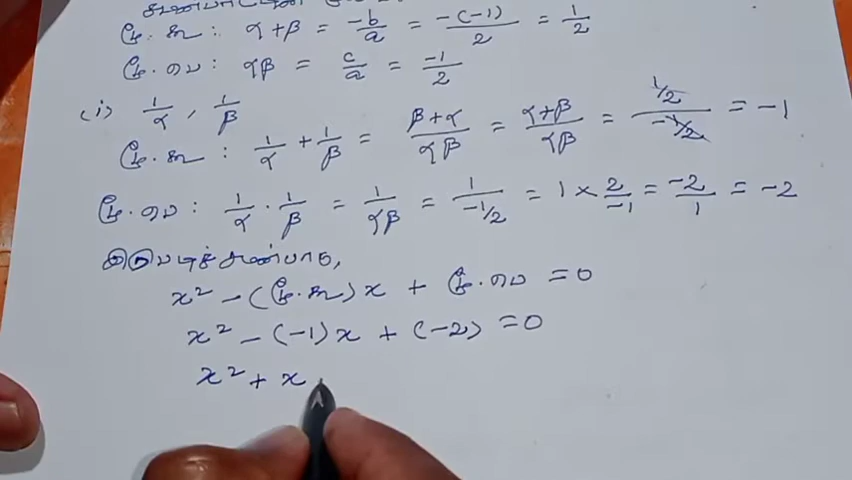 மூ.கூ : α+β = -b/a = -(-1)/2 = 1/2
மூ.பெ : αβ = c/a = -1/2
(i) 1/α , 1/β
மூ.கூ : 1/α + 1/β = β+α/αβ = α+β/αβ = 1/2/-1/2 = -1
மூ.பெ : 1/α . 1/β = 1/αβ = 1/-1/2 = 1 × 2/-1 = -2/1 = -2
இருபடிச் சமன்பாடு,
x² - (மூ.கூ)x + மூ.பெ = 0
x² - (-1)x + (-2) = 0
x² + x